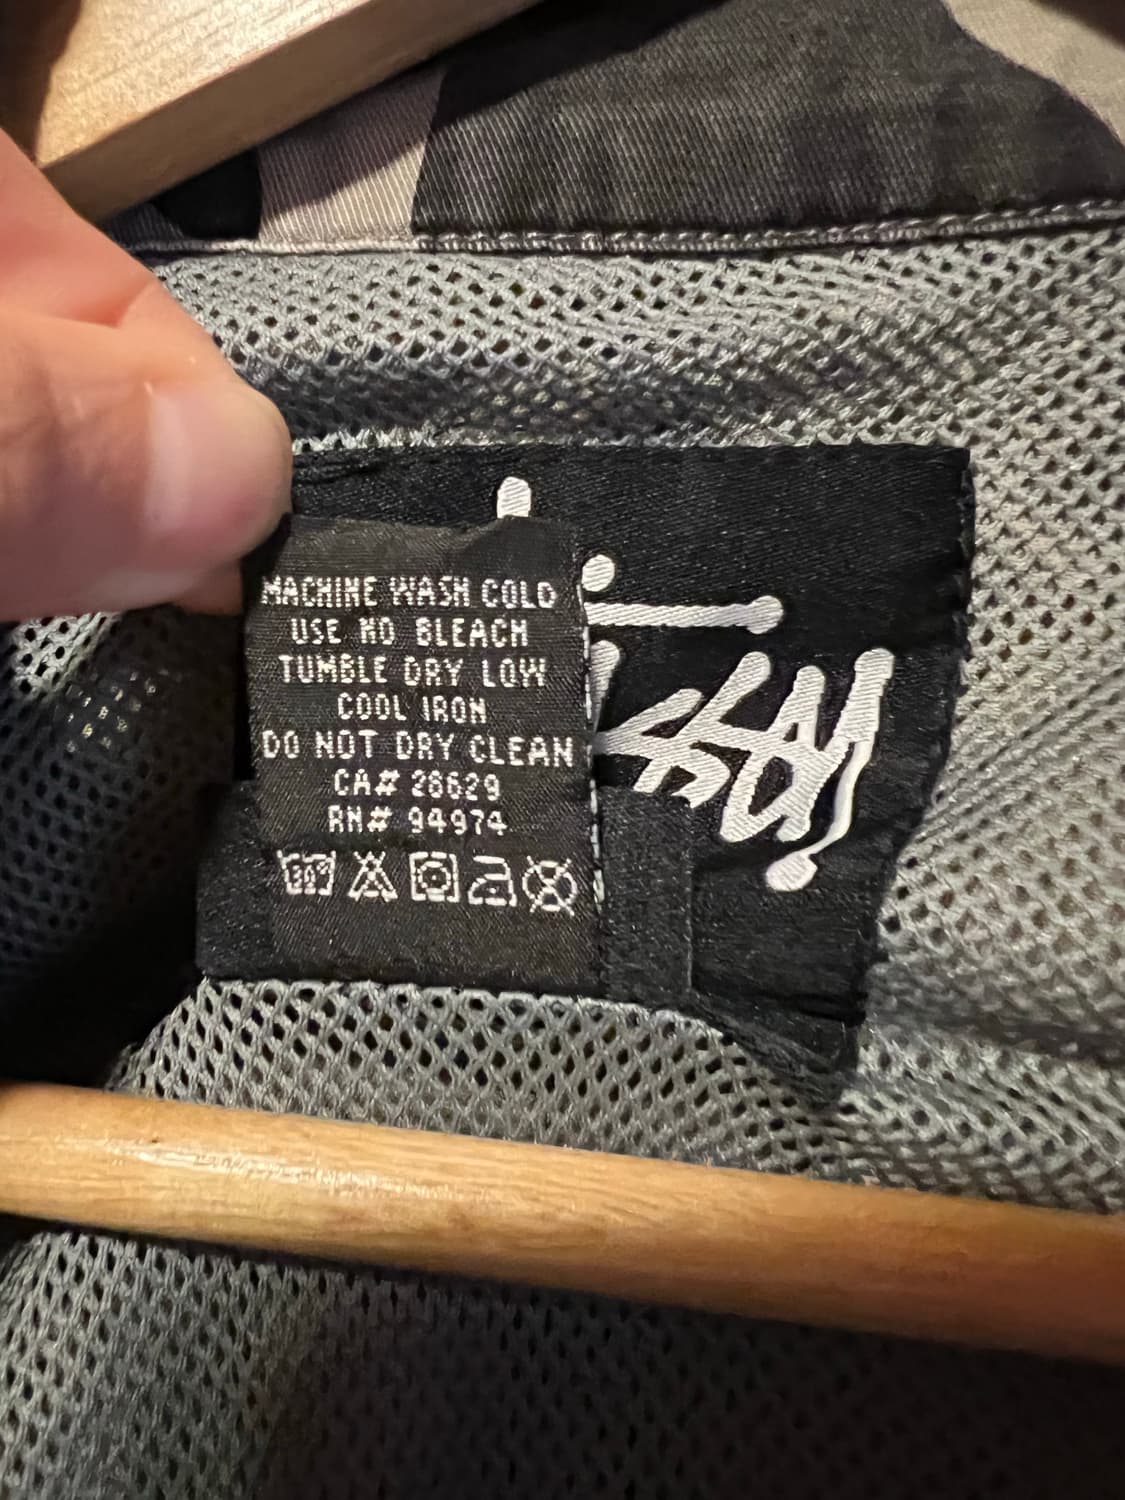 MACHINE WASH COLD
USE NO BLEACH
TUMBLE DRY LOW
COOL IRON
DO NOT DRY CLEAN
CA# 28629
RN# 94974
30°